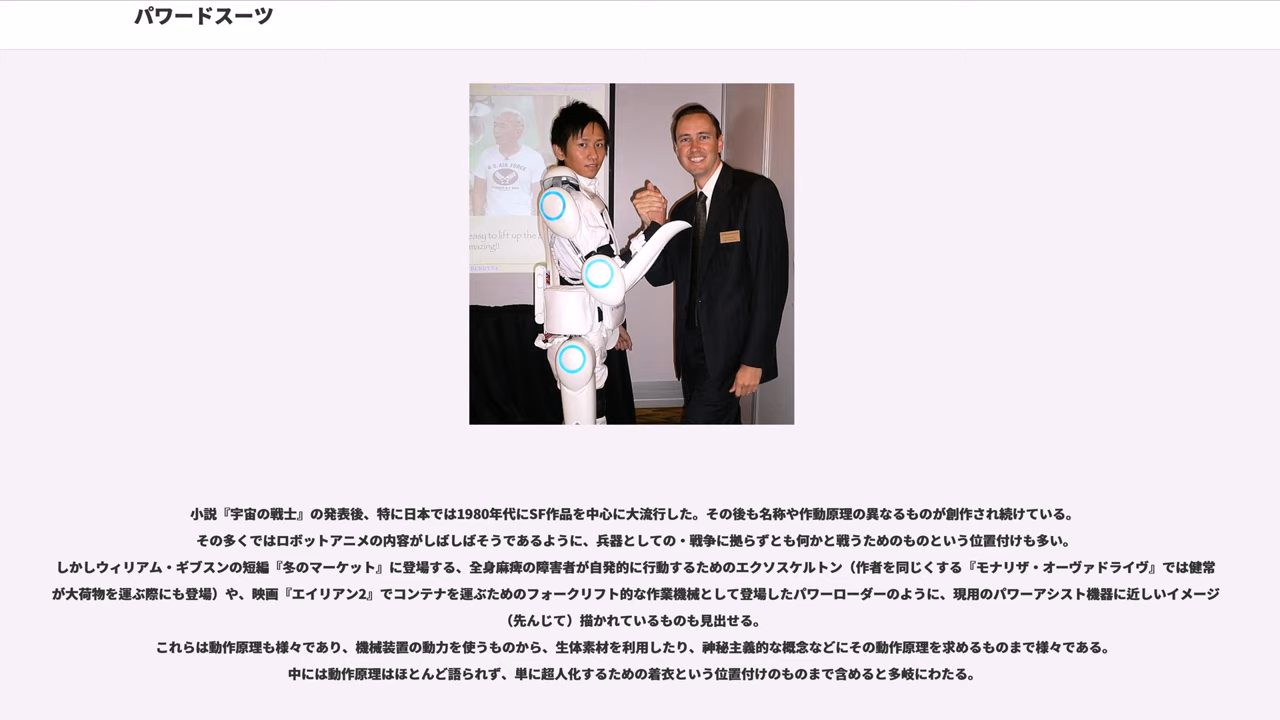 パワードスーツ
U.S. AIR FORCE
easy to lift up the
mazing!!
小説『宇宙の戦士』の発表後、特に日本では1980年代にSF作品を中心に大流行した。その後も名称や作動原理の異なるものが創作され続けている。
その多くではロボットアニメの内容がしばしばそうであるように、兵器としての・戦争に拠らずとも何かと戦うためのものという位置付けも多い。
しかしウィリアム・ギブスンの短編『冬のマーケット』に登場する、全身麻痺の障害者が自発的に行動するためのエクソスケルトン（作者を同じくする『モナリザ・オーヴァドライヴ』では健常
が大荷物を運ぶ際にも登場）や、映画『エイリアン2』でコンテナを運ぶためのフォークリフト的な作業機械として登場したパワーローダーのように、現用のパワーアシスト機器に近しいイメージ
（先んじて）描かれているものも見出せる。
これらは動作原理も様々であり、機械装置の動力を使うものから、生体素材を利用したり、神秘主義的な概念などにその動作原理を求めるものまで様々である。
中には動作原理はほとんど語られず、単に超人化するための着衣という位置付けのものまで含めると多岐にわたる。